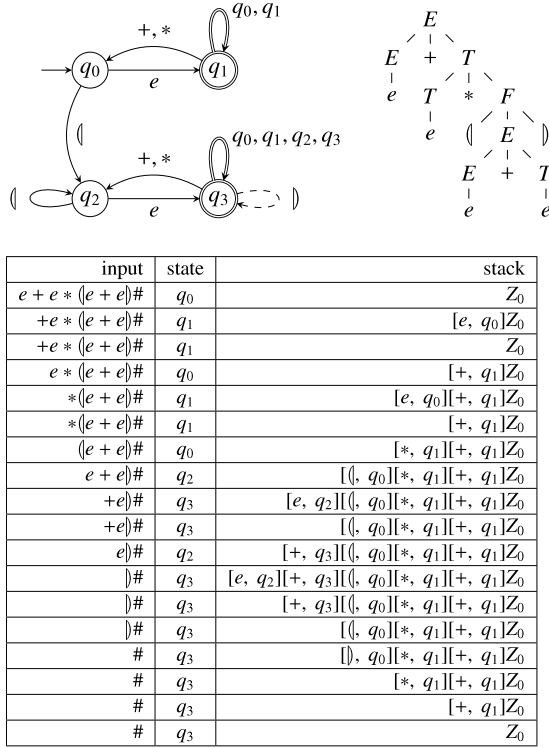 +, ∗
q0, q1
q0
e
q1
⦇
q0, q1, q2, q3
+, ∗
⦇
q2
e
q3
⦈
E
E + T
e T ∗ F
e ⦇ E ⦈
E + T
e e
input state stack
e + e ∗ ⦇e + e⦈# q0 Z0
+e ∗ ⦇e + e⦈# q1 [e, q0]Z0
+e ∗ ⦇e + e⦈# q1 Z0
e ∗ ⦇e + e⦈# q0 [+, q1]Z0
∗⦇e + e⦈# q1 [e, q0][+, q1]Z0
∗⦇e + e⦈# q1 [+, q1]Z0
⦇e + e⦈# q0 [∗, q1][+, q1]Z0
e + e⦈# q2 [⦇, q0][∗, q1][+, q1]Z0
+e⦈# q3 [e, q2][⦇, q0][∗, q1][+, q1]Z0
+e⦈# q3 [⦇, q0][∗, q1][+, q1]Z0
e⦈# q2 [+, q3][⦇, q0][∗, q1][+, q1]Z0
⦈# q3 [e, q2][+, q3][⦇, q0][∗, q1][+, q1]Z0
⦈# q3 [+, q3][⦇, q0][∗, q1][+, q1]Z0
⦈# q3 [⦇, q0][∗, q1][+, q1]Z0
# q3 [⦈, q0][∗, q1][+, q1]Z0
# q3 [∗, q1][+, q1]Z0
# q3 [+, q1]Z0
# q3 Z0